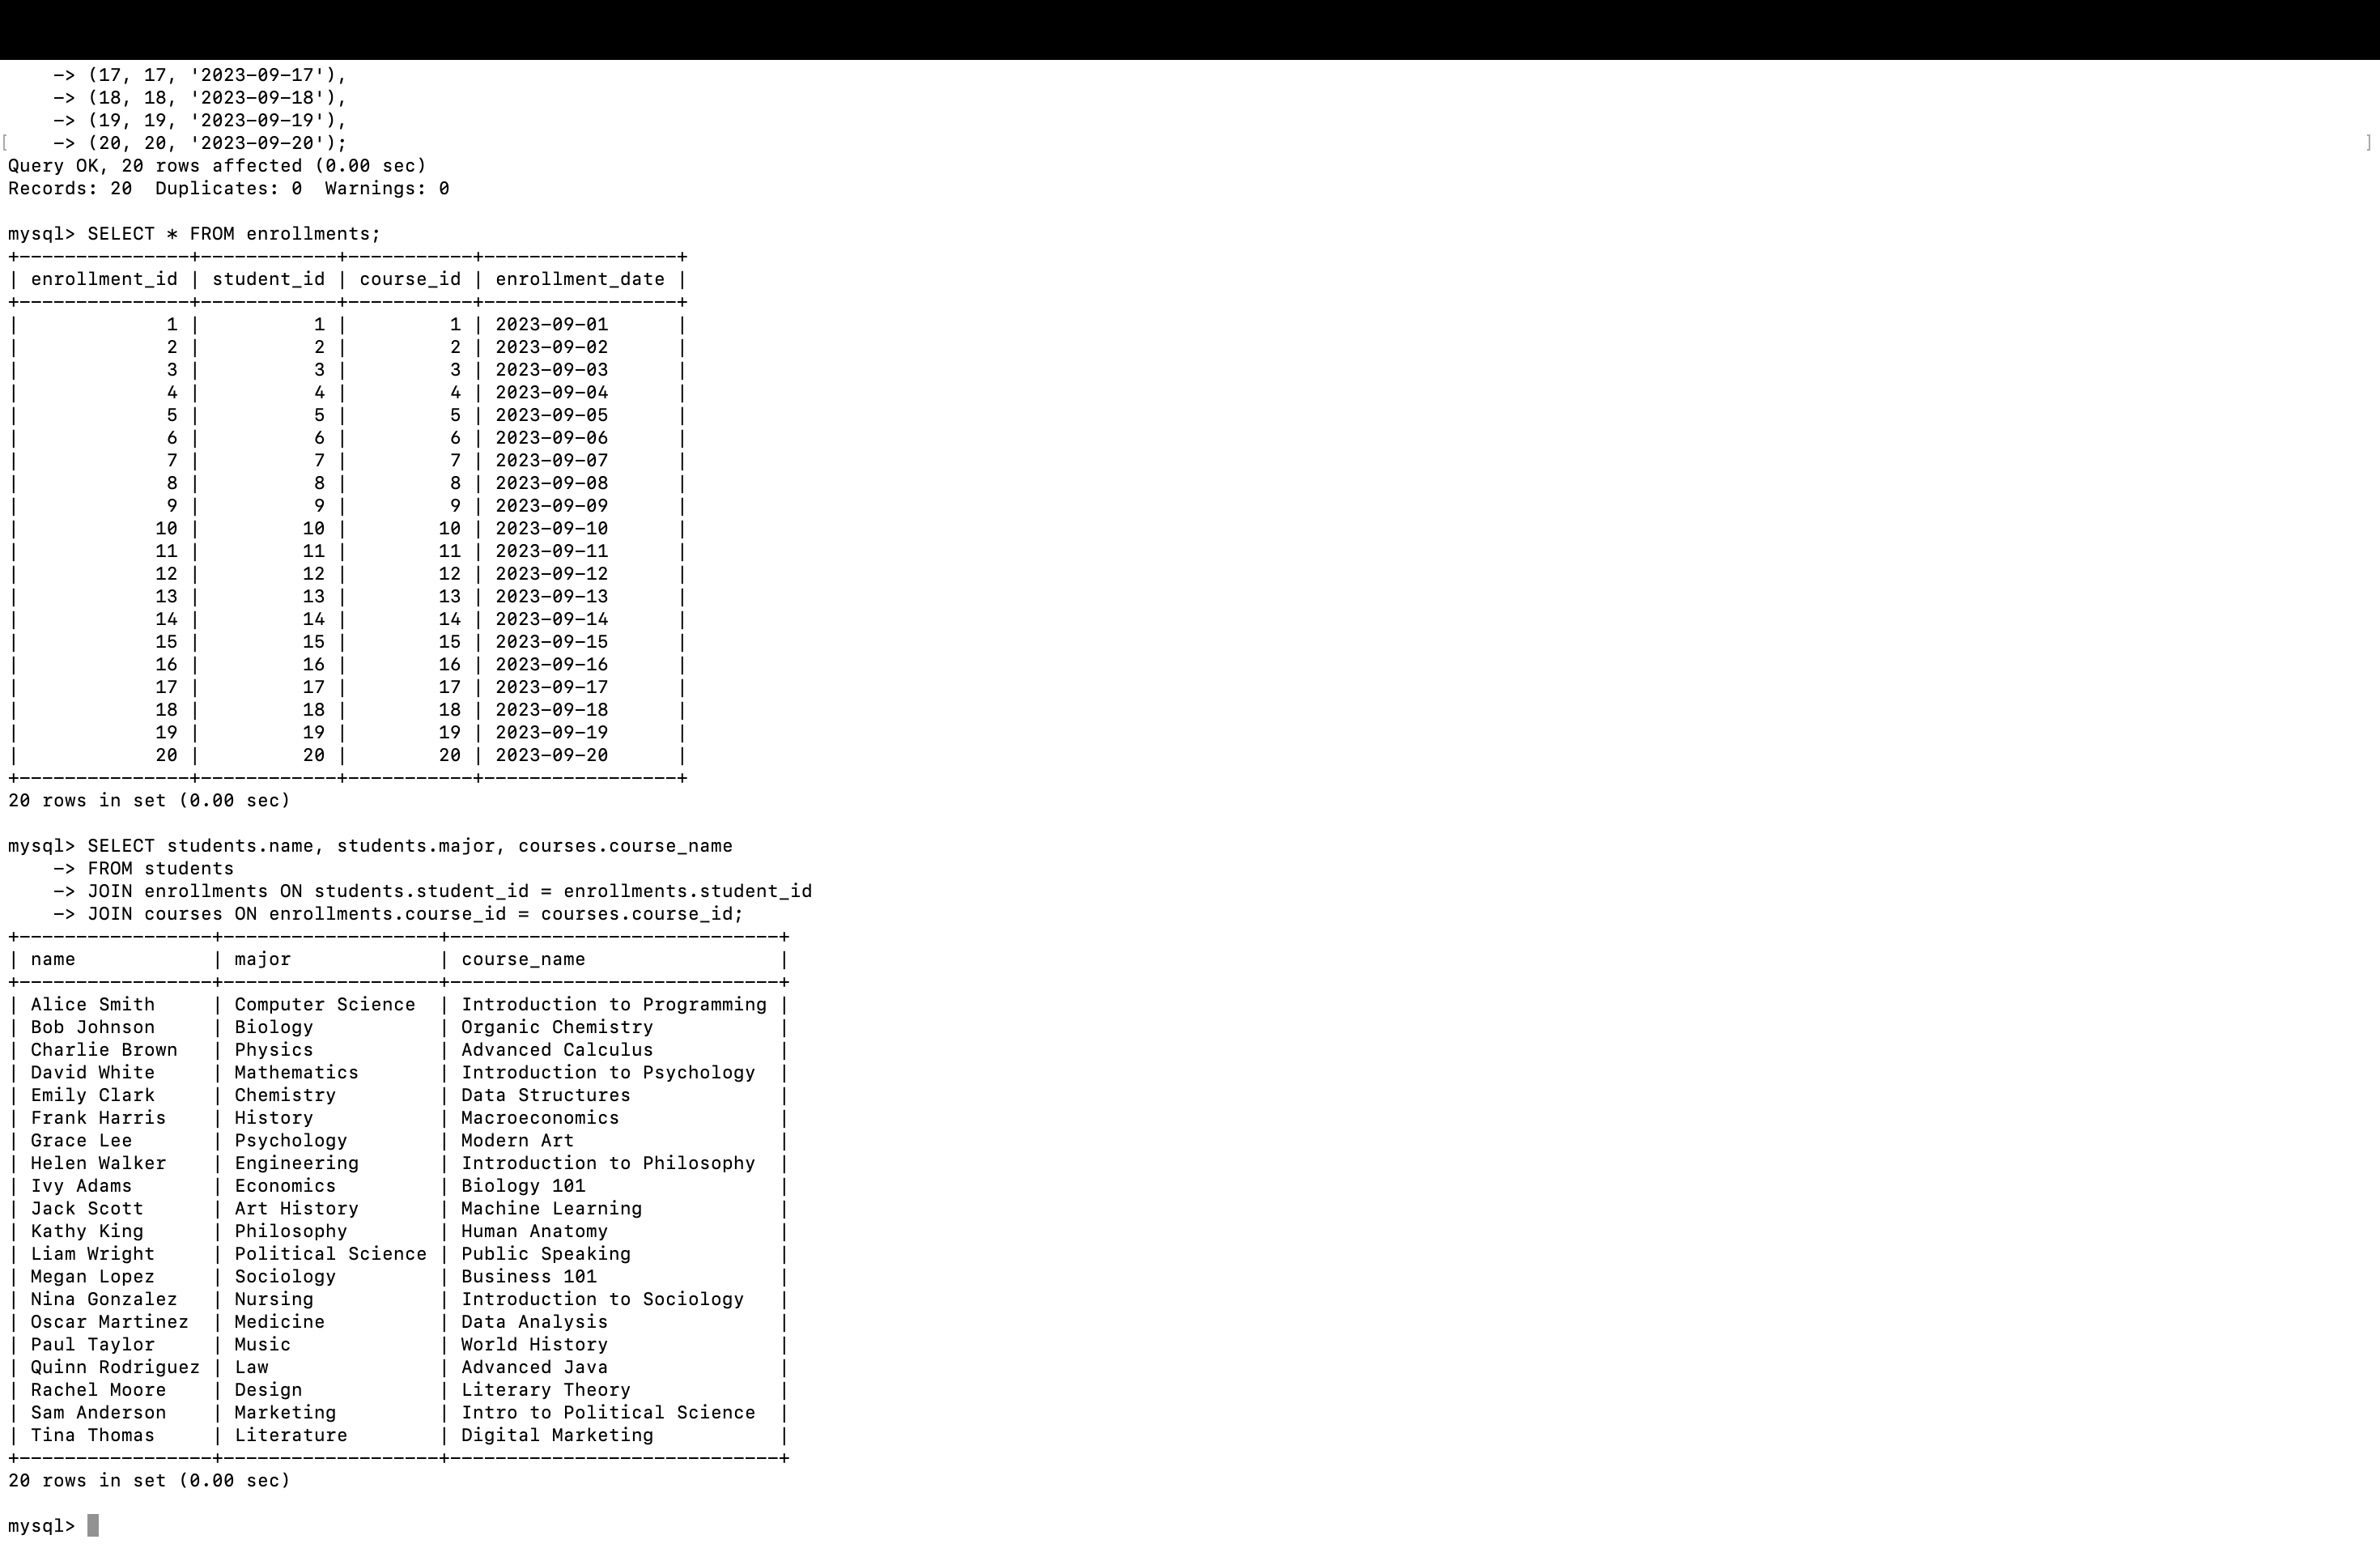 -> (17, 17, '2023-09-17'),
    -> (18, 18, '2023-09-18'),
    -> (19, 19, '2023-09-19'),
[    -> (20, 20, '2023-09-20'); ]
Query OK, 20 rows affected (0.00 sec)
Records: 20  Duplicates: 0  Warnings: 0

mysql> SELECT * FROM enrollments;
+---------------+------------+-----------+-----------------+
| enrollment_id | student_id | course_id | enrollment_date |
+---------------+------------+-----------+-----------------+
|             1 |          1 |         1 | 2023-09-01      |
|             2 |          2 |         2 | 2023-09-02      |
|             3 |          3 |         3 | 2023-09-03      |
|             4 |          4 |         4 | 2023-09-04      |
|             5 |          5 |         5 | 2023-09-05      |
|             6 |          6 |         6 | 2023-09-06      |
|             7 |          7 |         7 | 2023-09-07      |
|             8 |          8 |         8 | 2023-09-08      |
|             9 |          9 |         9 | 2023-09-09      |
|            10 |         10 |        10 | 2023-09-10      |
|            11 |         11 |        11 | 2023-09-11      |
|            12 |         12 |        12 | 2023-09-12      |
|            13 |         13 |        13 | 2023-09-13      |
|            14 |         14 |        14 | 2023-09-14      |
|            15 |         15 |        15 | 2023-09-15      |
|            16 |         16 |        16 | 2023-09-16      |
|            17 |         17 |        17 | 2023-09-17      |
|            18 |         18 |        18 | 2023-09-18      |
|            19 |         19 |        19 | 2023-09-19      |
|            20 |         20 |        20 | 2023-09-20      |
+---------------+------------+-----------+-----------------+
20 rows in set (0.00 sec)

mysql> SELECT students.name, students.major, courses.course_name
    -> FROM students
    -> JOIN enrollments ON students.student_id = enrollments.student_id
    -> JOIN courses ON enrollments.course_id = courses.course_id;
+-----------------+-------------------+-----------------------------+
| name            | major             | course_name                 |
+-----------------+-------------------+-----------------------------+
| Alice Smith     | Computer Science  | Introduction to Programming |
| Bob Johnson     | Biology           | Organic Chemistry           |
| Charlie Brown   | Physics           | Advanced Calculus           |
| David White     | Mathematics       | Introduction to Psychology  |
| Emily Clark     | Chemistry         | Data Structures             |
| Frank Harris    | History           | Macroeconomics              |
| Grace Lee       | Psychology        | Modern Art                  |
| Helen Walker    | Engineering       | Introduction to Philosophy  |
| Ivy Adams       | Economics         | Biology 101                 |
| Jack Scott      | Art History       | Machine Learning            |
| Kathy King      | Philosophy        | Human Anatomy               |
| Liam Wright     | Political Science | Public Speaking             |
| Megan Lopez     | Sociology         | Business 101                |
| Nina Gonzalez   | Nursing           | Introduction to Sociology   |
| Oscar Martinez  | Medicine          | Data Analysis               |
| Paul Taylor     | Music             | World History               |
| Quinn Rodriguez | Law               | Advanced Java               |
| Rachel Moore    | Design            | Literary Theory             |
| Sam Anderson    | Marketing         | Intro to Political Science  |
| Tina Thomas     | Literature        | Digital Marketing           |
+-----------------+-------------------+-----------------------------+
20 rows in set (0.00 sec)

mysql>